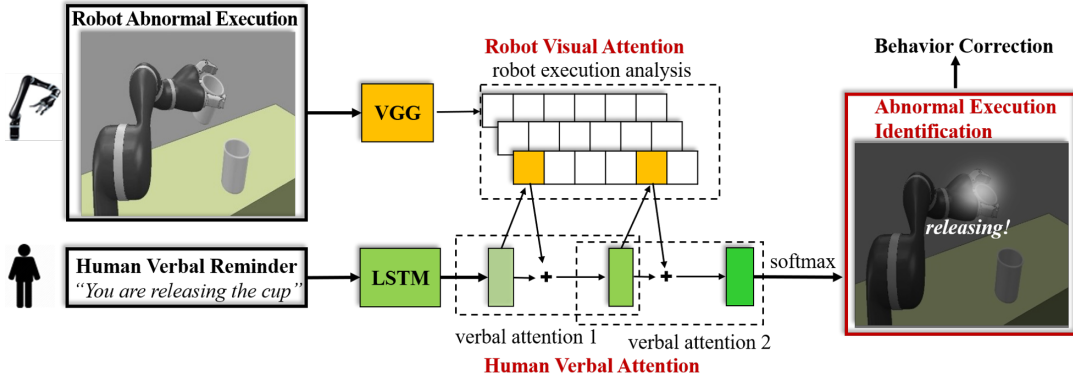 Robot Abnormal Execution
Robot Visual Attention
robot execution analysis
VGG
Behavior Correction
Abnormal Execution
Identification
releasing!
Human Verbal Reminder
“You are releasing the cup”
LSTM
+
+
softmax
verbal attention 1
verbal attention 2
Human Verbal Attention